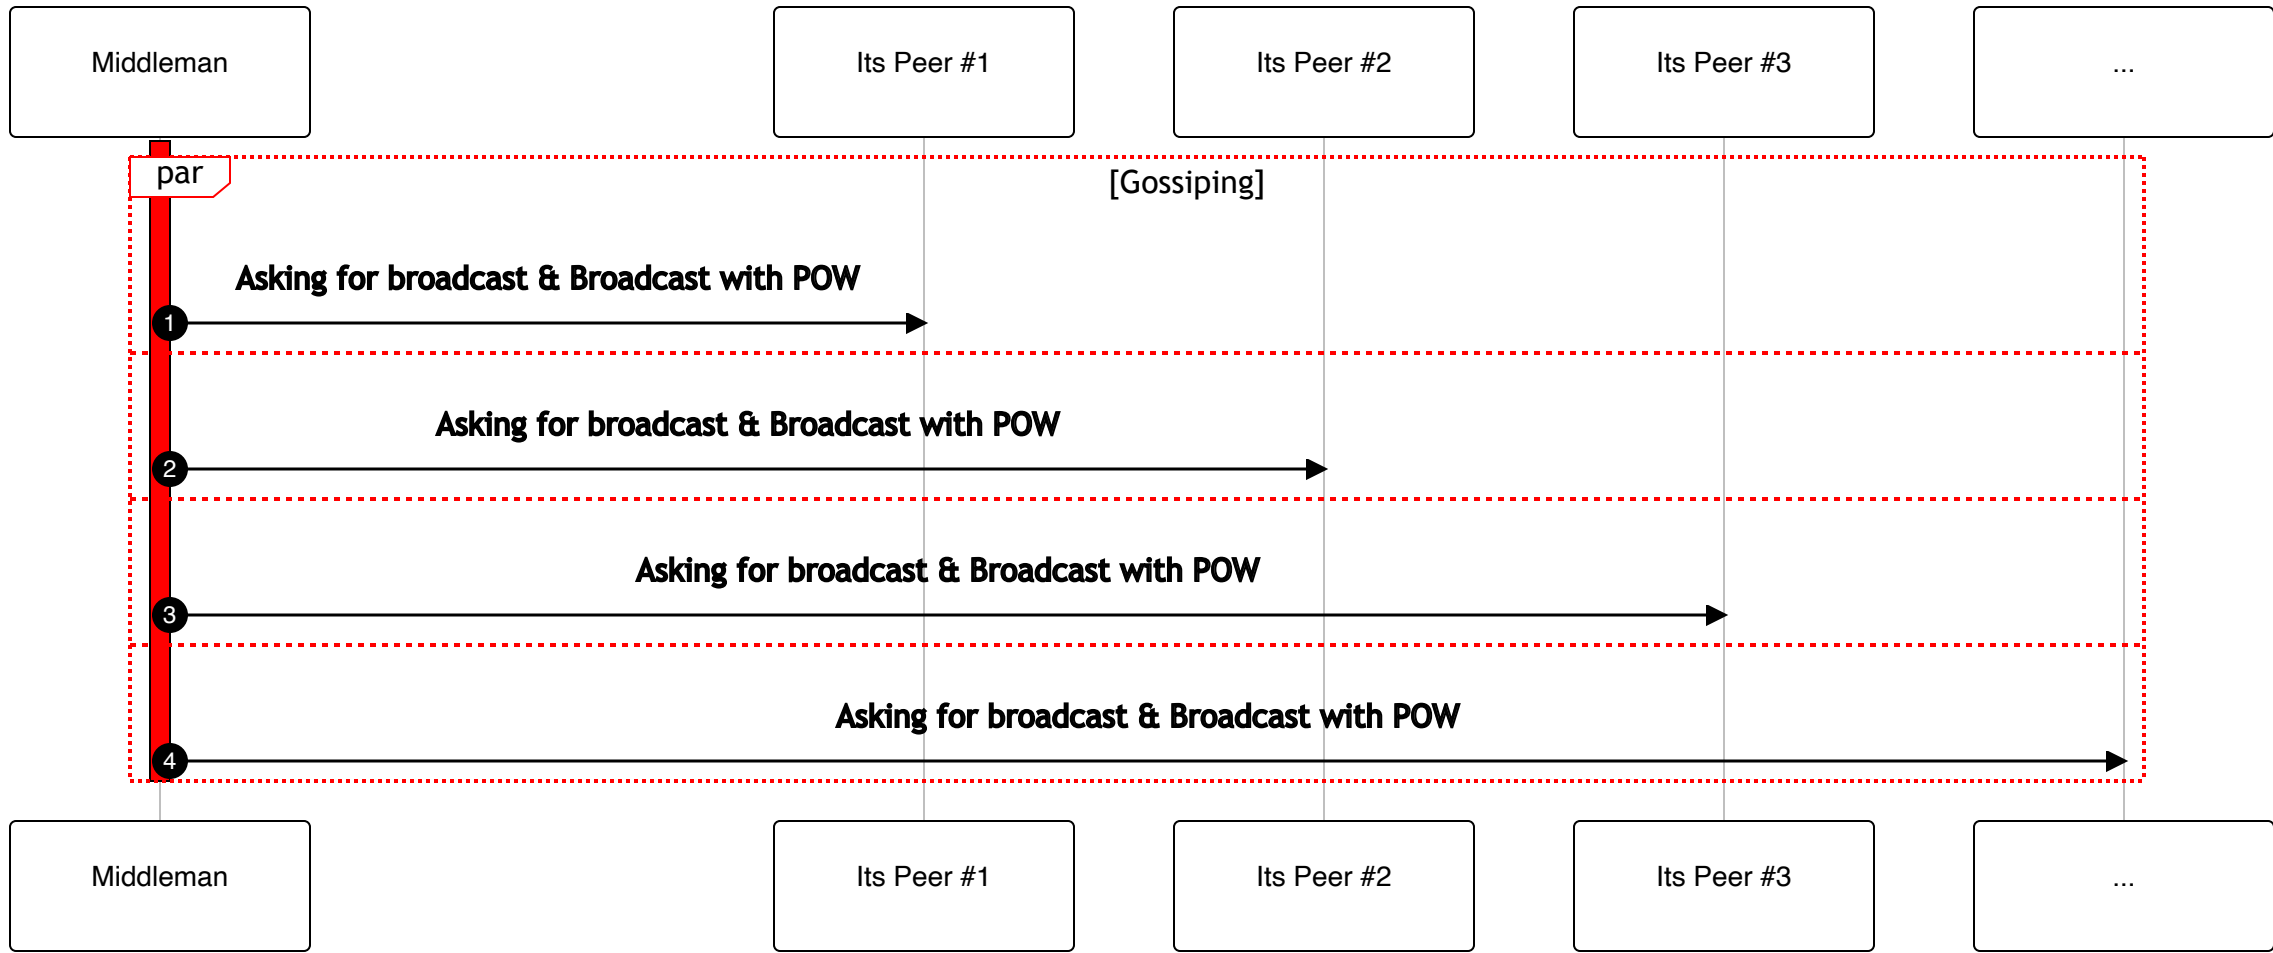 Middleman
Its Peer #1
Its Peer #2
Its Peer #3
...
par
[Gossiping]
Asking for broadcast & Broadcast with POW
1
Asking for broadcast & Broadcast with POW
2
Asking for broadcast & Broadcast with POW
3
Asking for broadcast & Broadcast with POW
4
Middleman
Its Peer #1
Its Peer #2
Its Peer #3
...